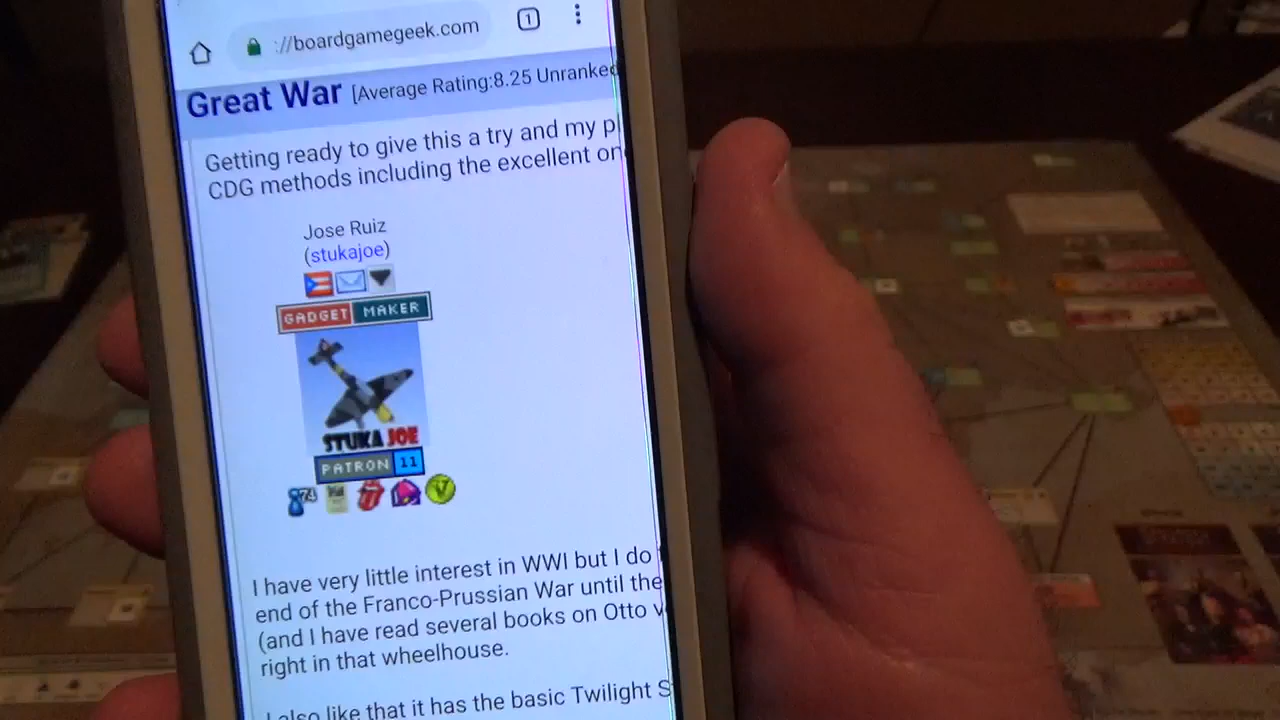 ://boardgamegeek.com
1
Great War [Average Rating:8.25 Unranked
Getting ready to give this a try and my pl
CDG methods including the excellent on
Jose Ruiz
(stukajoe)
GADGET MAKER
STUKA JOE
PATRON 11
I have very little interest in WWI but I do
end of the Franco-Prussian War until the
(and I have read several books on Otto v
right in that wheelhouse.
I also like that it has the basic Twilight S